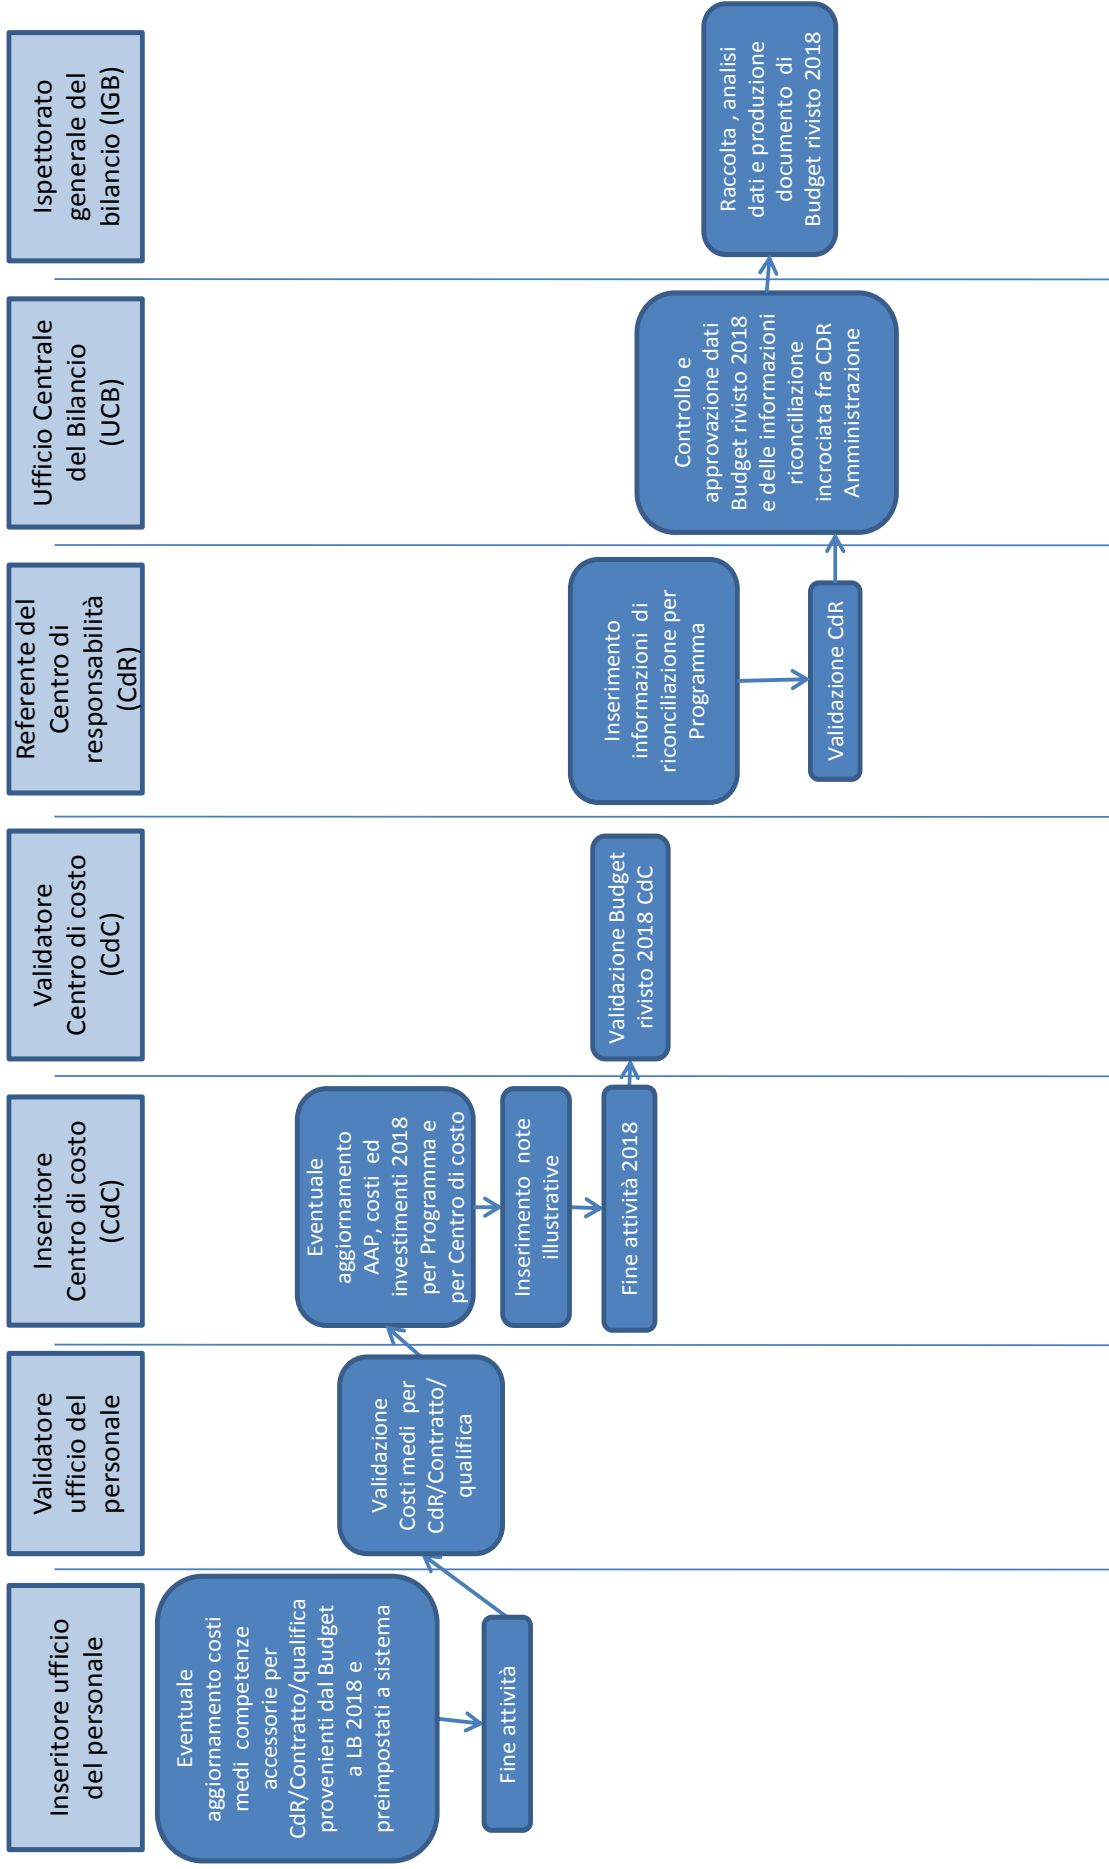 Inseritore ufficio
del personale
Validatore
ufficio del
personale
Inseritore
Centro di costo
(CdC)
Validatore
Centro di costo
(CdC)
Referente del
Centro di
responsabilità
(CdR)
Ufficio Centrale
del Bilancio
(UCB)
Ispettorato
generale del
bilancio (IGB)
Eventuale
aggiornamento costi
medi competenze
accessorie per
CdR/Contratto/qualifica
provenienti dal Budget
a LB 2018 e
preimpostati a sistema
Fine attività
Validazione
Costi medi per
CdR/Contratto/
qualifica
Eventuale
aggiornamento
AAP, costi ed
investimenti 2018
per Programma e
per Centro di costo
Inserimento note
illustrative
Fine attività 2018
Validazione Budget
rivisto 2018 CdC
Inserimento
informazioni di
riconciliazione per
Programma
Validazione CdR
Controllo e
approvazione dati
Budget rivisto 2018
e delle informazioni
riconciliazione
incrociata fra CDR
Amministrazione
Raccolta , analisi
dati e produzione
documento di
Budget rivisto 2018